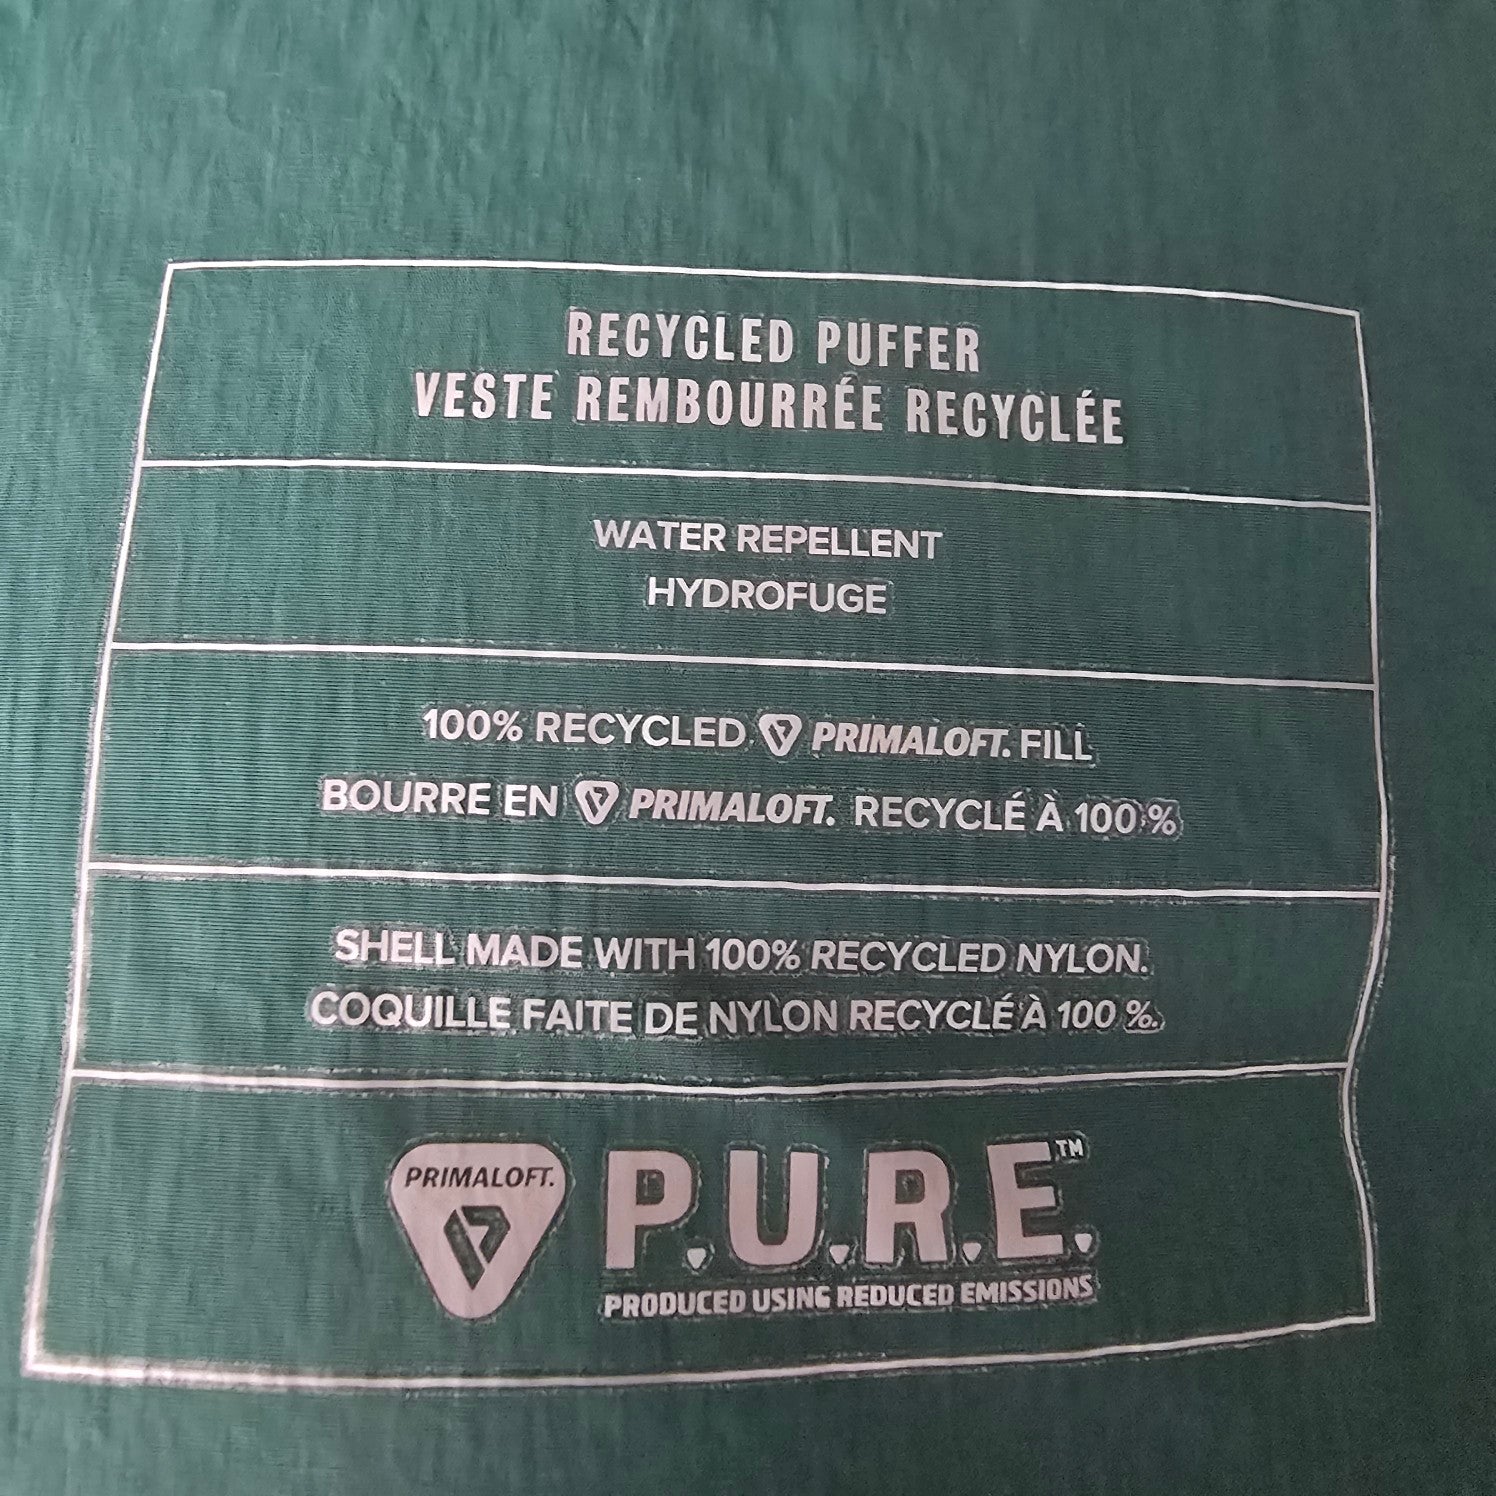 RECYCLED PUFFER
VESTE REMBOURRÉE RECYCLÉE
WATER REPELLENT
HYDROFUGE
100% RECYCLED PRIMALOFT. FILL
BOURRE EN PRIMALOFT. RECYCLÉ À 100 %
SHELL MADE WITH 100% RECYCLED NYLON.
COQUILLE FAITE DE NYLON RECYCLÉ À 100 %.
PRIMALOFT.
P.U.R.E.™
PRODUCED USING REDUCED EMISSIONS